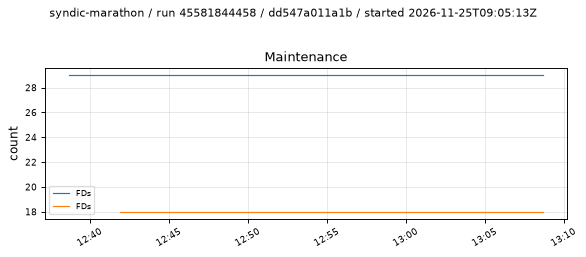 syndic-marathon / run 45581844458 / dd547a011a1b / started 2026-11-25T09:05:13Z
Maintenance
count
28
26
24
22
20
18
FDs
FDs
12:40
12:45
12:50
12:55
13:00
13:05
13:10